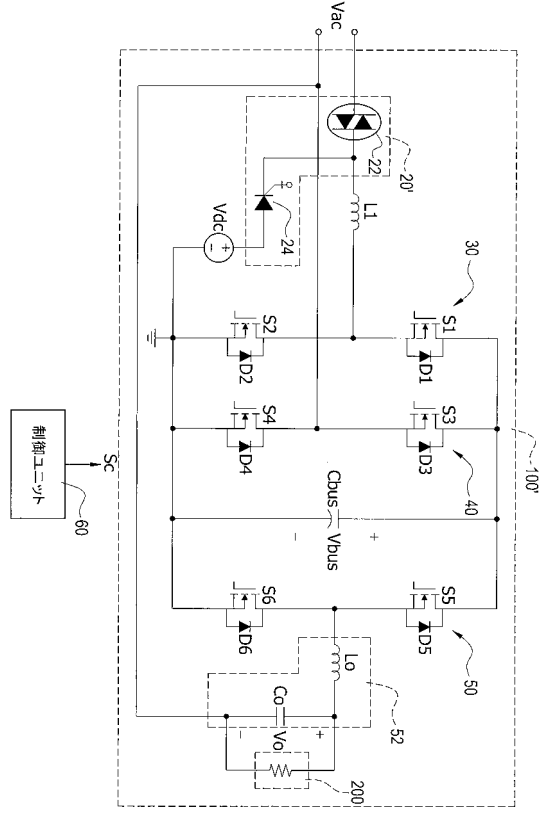 Vac
100'
20'
22
24
Vdc
+
-
L1
30
S1
D1
S2
D2
40
S3
D3
S4
D4
Cbus
Vbus
+
-
50
S5
D5
S6
D6
Lo
52
Co
Vo
+
-
200
Sc
制御ユニット
60